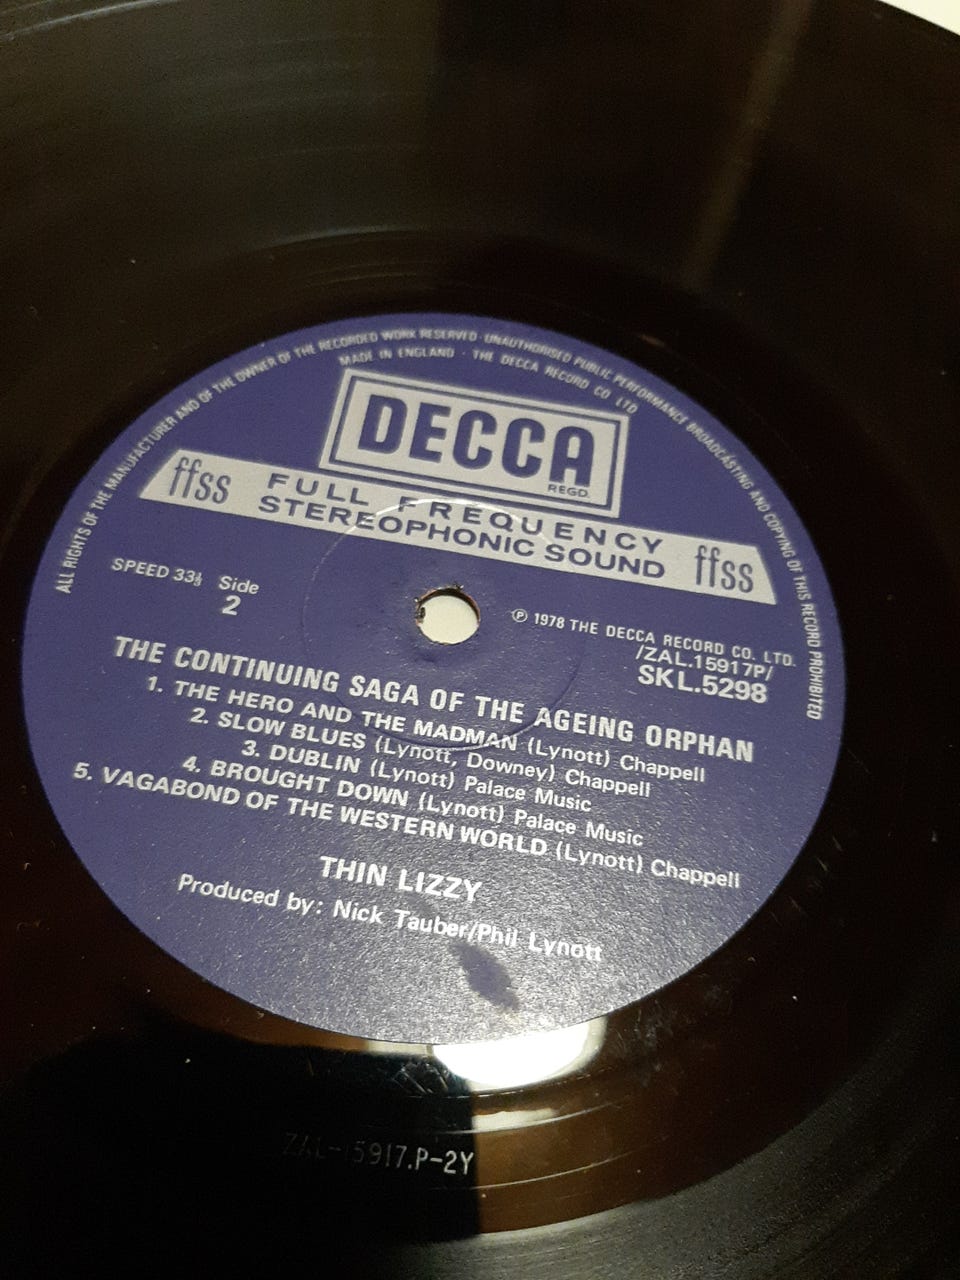 ALL RIGHTS OF THE MANUFACTURER AND OF THE OWNER OF THE RECORDED WORK RESERVED · UNAUTHORISED PUBLIC PERFORMANCE BROADCASTING AND COPYING OF THIS RECORD PROHIBITED
MADE IN ENGLAND · THE DECCA RECORD CO LTD
DECCA
REGD.
ffss FULL FREQUENCY ffss
STEREOPHONIC SOUND
SPEED 33⅓ Side
2
℗ 1978 THE DECCA RECORD CO. LTD.
/ZAL.15917P/
SKL.5298
THE CONTINUING SAGA OF THE AGEING ORPHAN
1. THE HERO AND THE MADMAN (Lynott) Chappell
2. SLOW BLUES (Lynott, Downey) Chappell
3. DUBLIN (Lynott) Palace Music
4. BROUGHT DOWN (Lynott) Palace Music
5. VAGABOND OF THE WESTERN WORLD (Lynott) Chappell
THIN LIZZY
Produced by: Nick Tauber/Phil Lynott
ZAL-15917.P-2Y